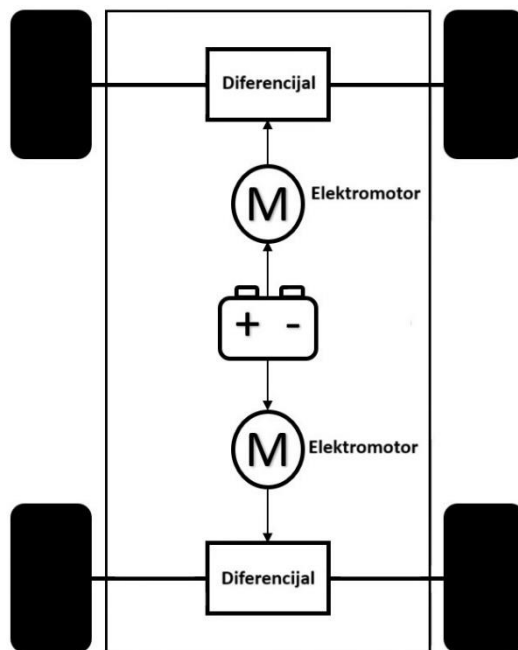 Diferencijal
M
Elektromotor
+ -
M
Elektromotor
Diferencijal